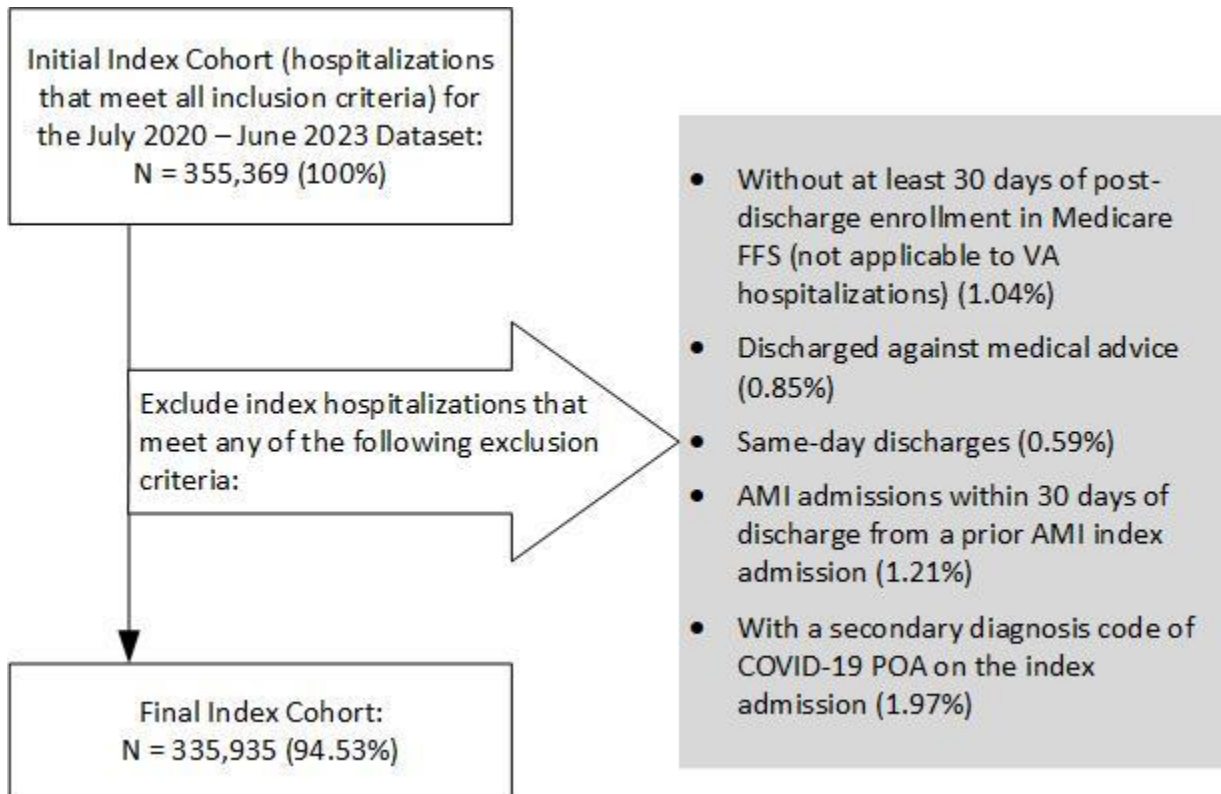 Initial Index Cohort (hospitalizations
that meet all inclusion criteria) for
the July 2020 – June 2023 Dataset:
N = 355,369 (100%)
Exclude index hospitalizations that
meet any of the following exclusion
criteria:
• Without at least 30 days of post-
discharge enrollment in Medicare
FFS (not applicable to VA
hospitalizations) (1.04%)
• Discharged against medical advice
(0.85%)
• Same-day discharges (0.59%)
• AMI admissions within 30 days of
discharge from a prior AMI index
admission (1.21%)
• With a secondary diagnosis code of
COVID-19 POA on the index
admission (1.97%)
Final Index Cohort:
N = 335,935 (94.53%)